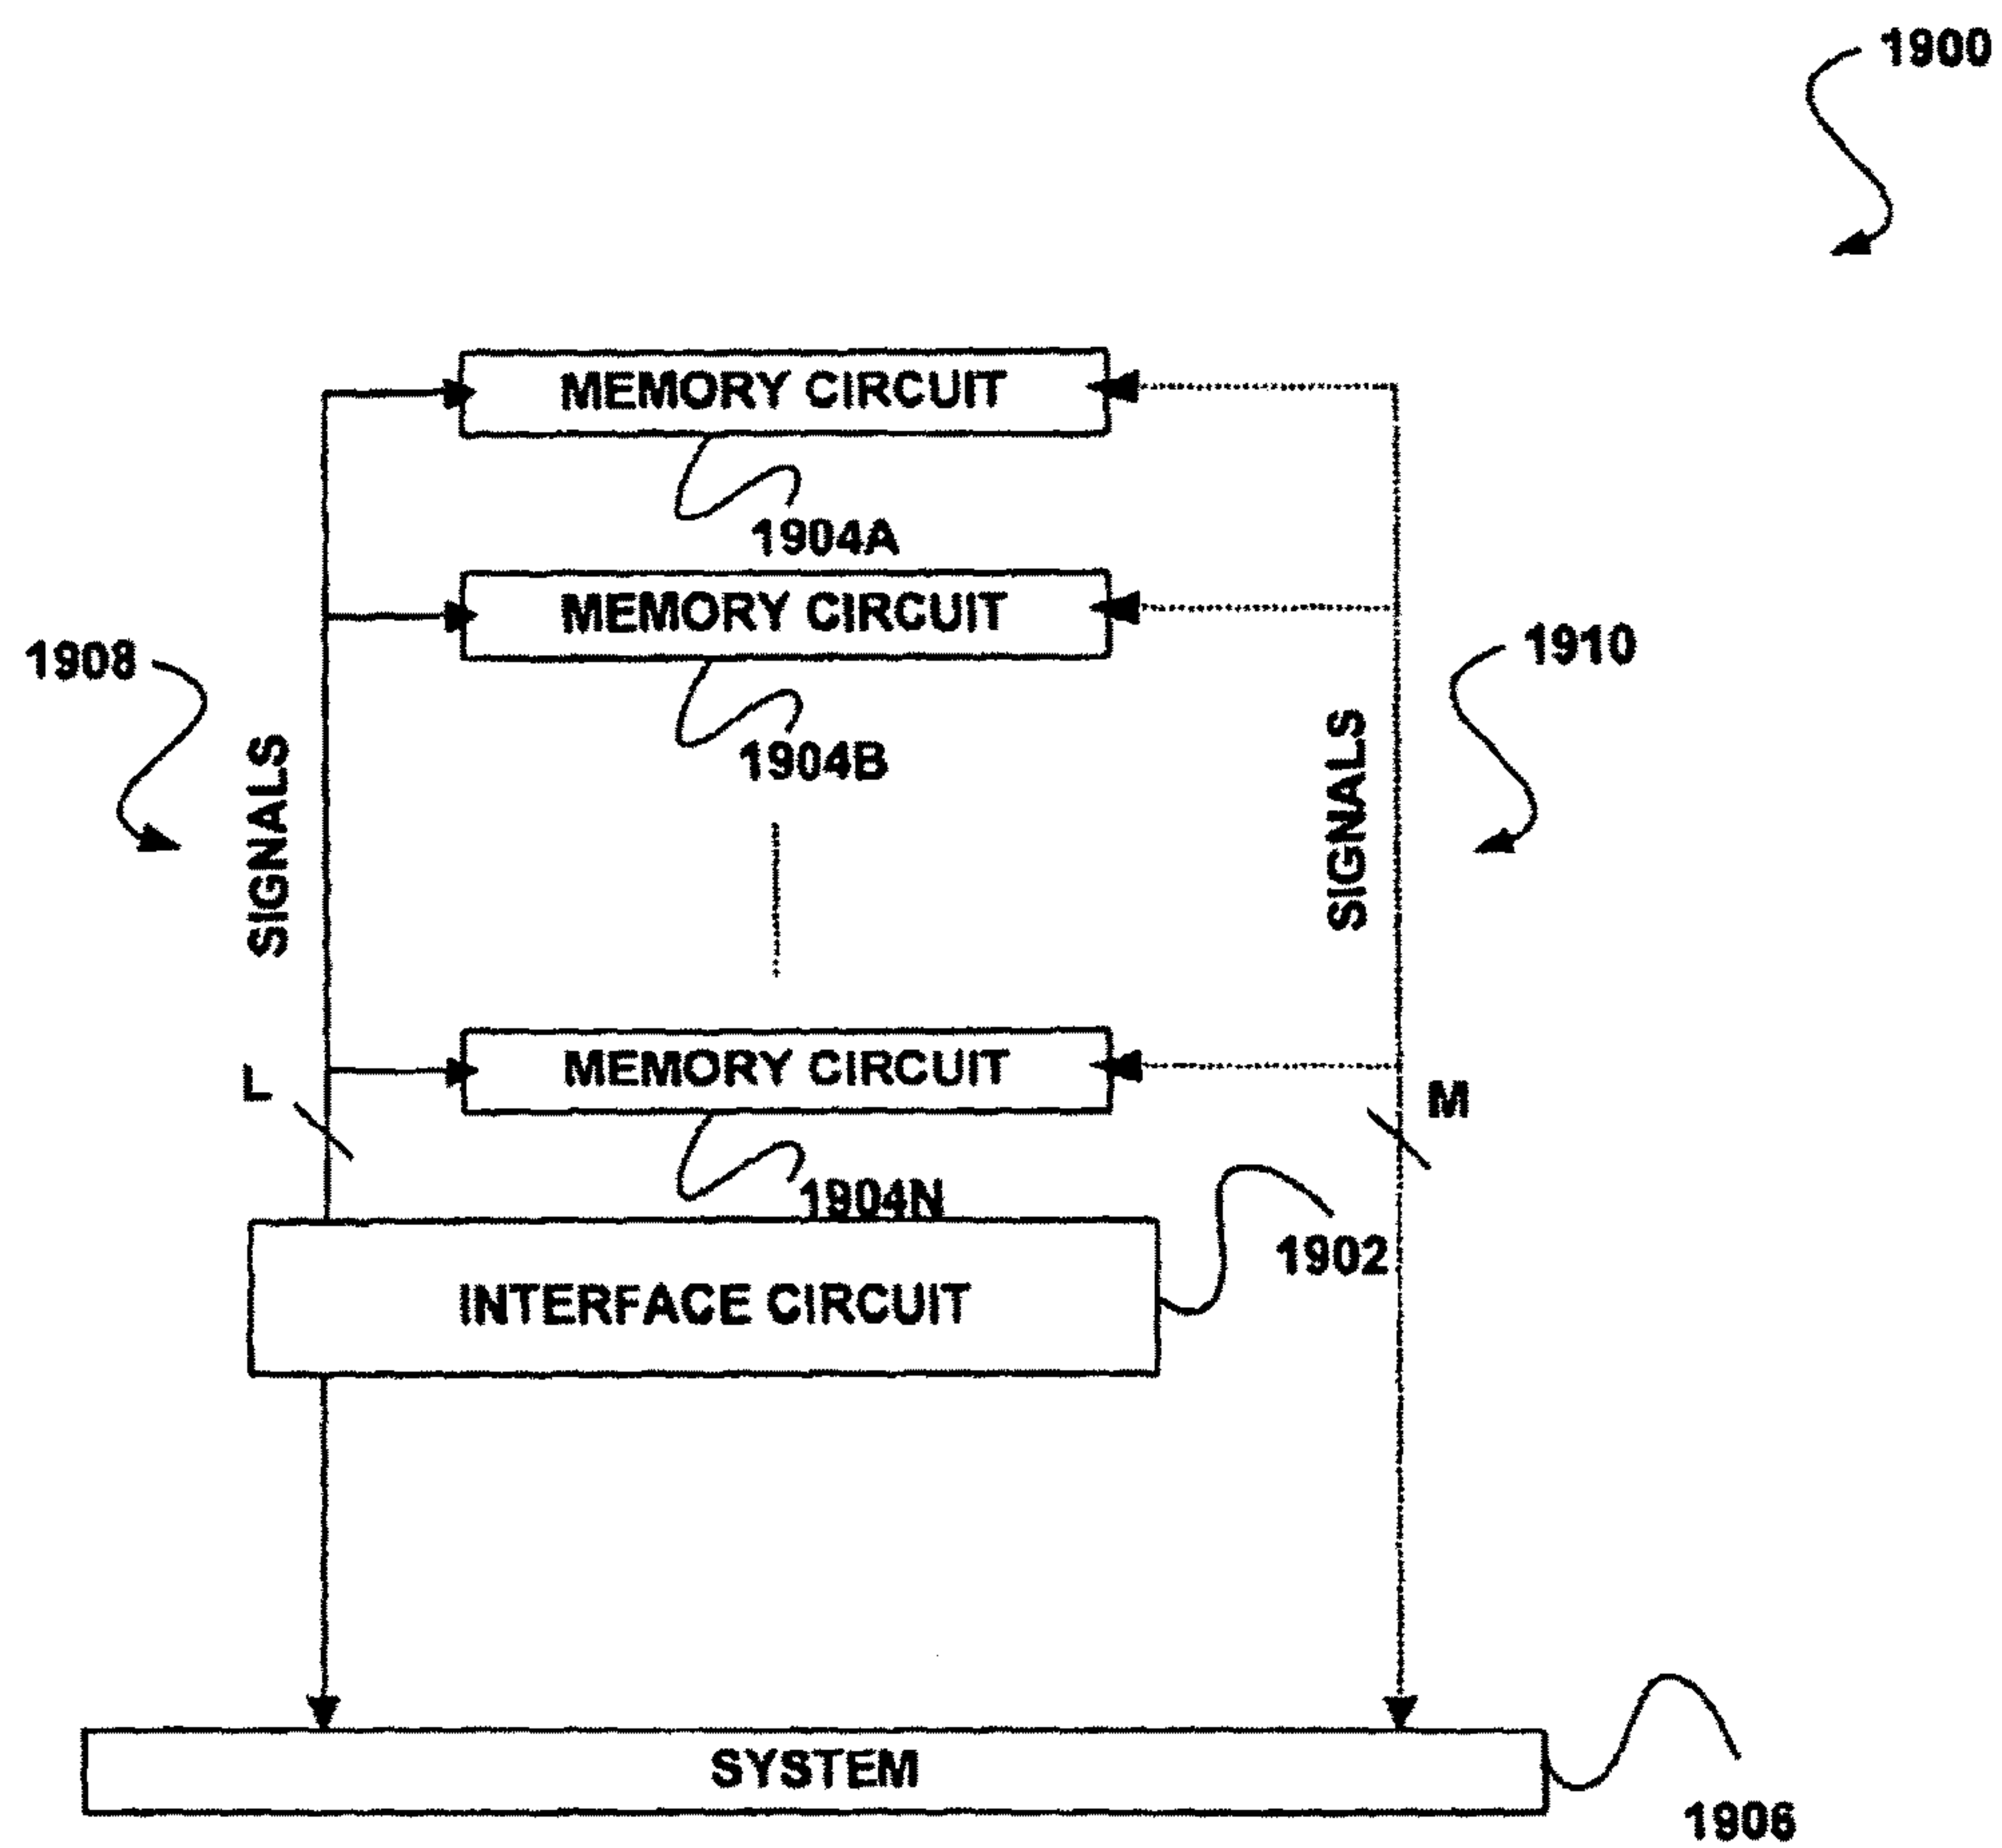 1900
MEMORY CIRCUIT
1904A
MEMORY CIRCUIT
1908
1910
1904B
SIGNALS
SIGNALS
MEMORY CIRCUIT
L
M
1904N
1902
INTERFACE CIRCUIT
SYSTEM
1906